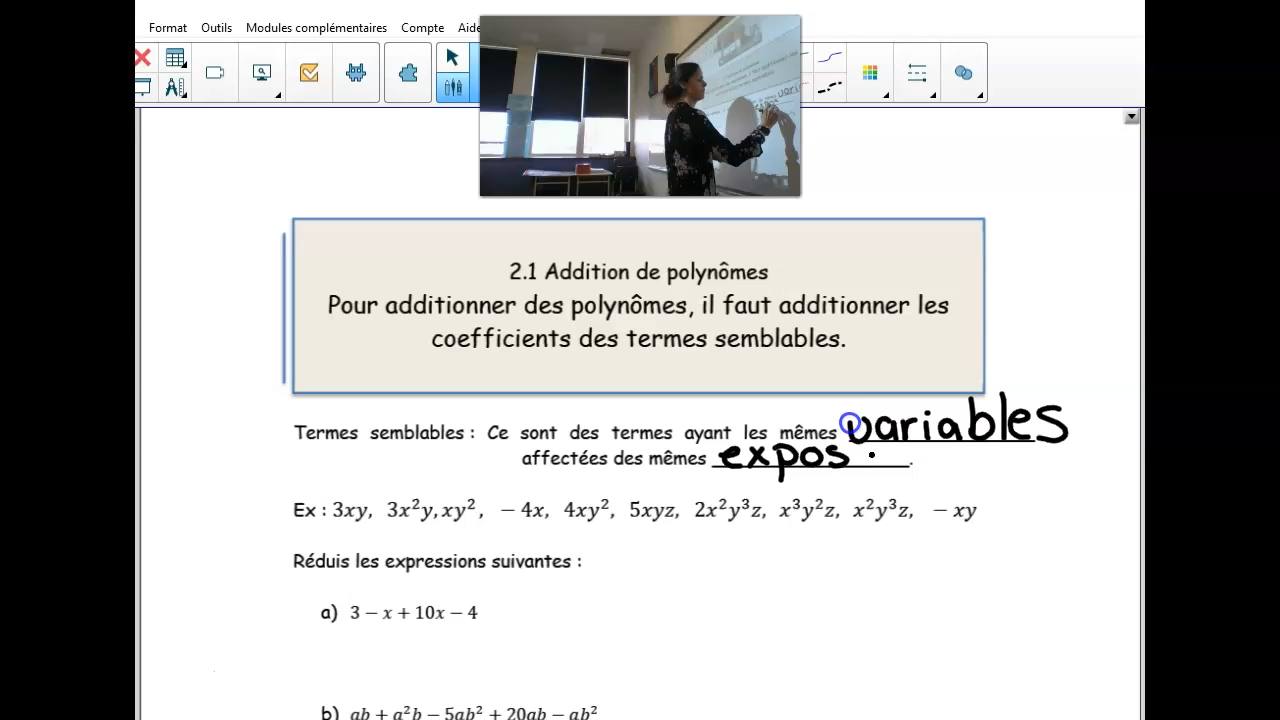 Format Outils Modules complémentaires Compte Aide
2.1 Addition de polynômes
Pour additionner des polynômes, il faut additionner les
coefficients des termes semblables.
Termes semblables : Ce sont des termes ayant les mêmes variables
affectées des mêmes expos .
Ex : 3xy, 3x²y, xy², − 4x, 4xy², 5xyz, 2x²y³z, x³y²z, x²y³z, − xy
Réduis les expressions suivantes :
a) 3 − x + 10x − 4
b) ab + a²b − 5ab² + 20ab − ab²